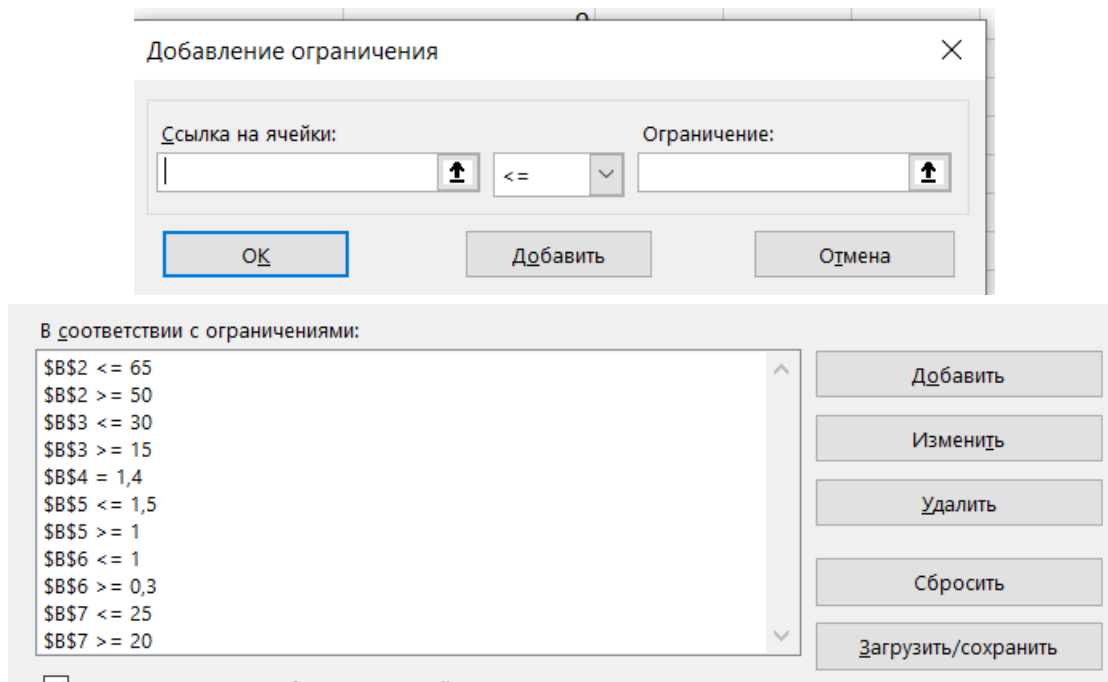 Добавление ограничения
Ссылка на ячейки:
Ограничение:
<=
ОК
Добавить
Отмена
В соответствии с ограничениями:
$B$2 <= 65
$B$2 >= 50
$B$3 <= 30
$B$3 >= 15
$B$4 = 1,4
$B$5 <= 1,5
$B$5 >= 1
$B$6 <= 1
$B$6 >= 0,3
$B$7 <= 25
$B$7 >= 20
Добавить
Изменить
Удалить
Сбросить
Загрузить/сохранить